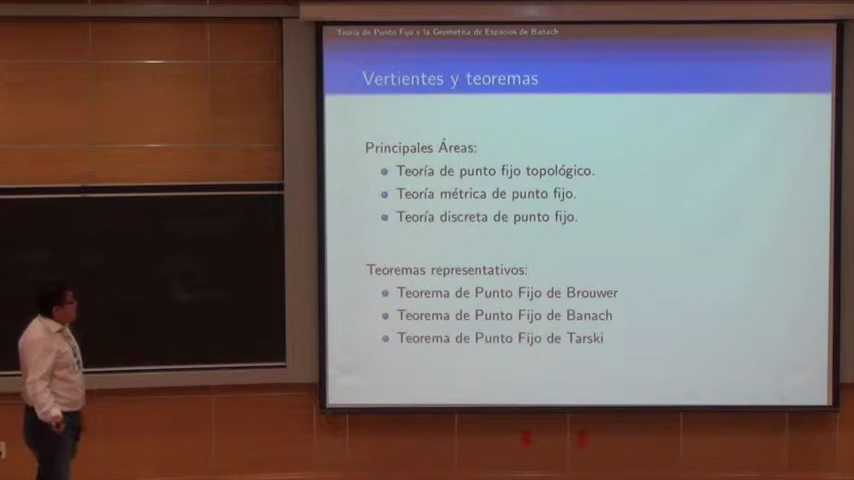 Teoría de Punto Fijo y la Geometría de Espacios de Banach
Vertientes y teoremas
Principales Áreas:
Teoría de punto fijo topológico.
Teoría métrica de punto fijo.
Teoría discreta de punto fijo.
Teoremas representativos:
Teorema de Punto Fijo de Brouwer
Teorema de Punto Fijo de Banach
Teorema de Punto Fijo de Tarski